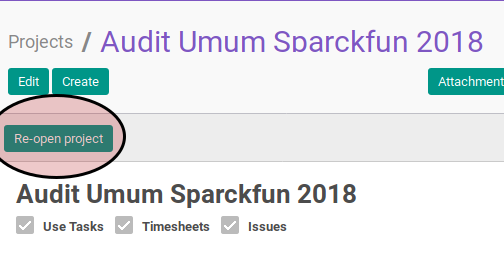 Projects / Audit Umum Sparckfun 2018
Edit Create Attachment
Re-open project
Audit Umum Sparckfun 2018
Use Tasks Timesheets Issues